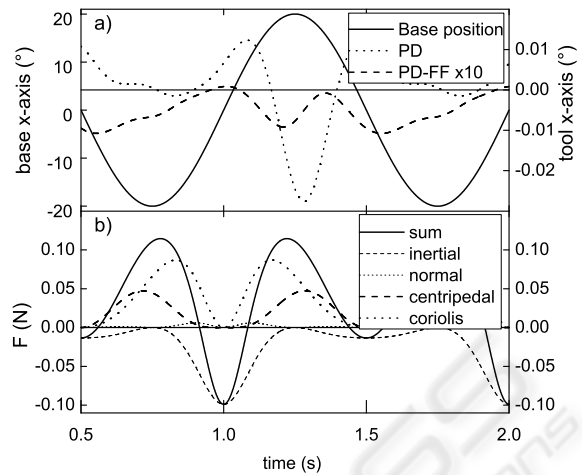 a)
Base position
PD
PD-FF x10
base x-axis (°)
20
10
0
-10
-20
tool x-axis (°)
0.01
0.00
-0.01
-0.02
b)
sum
inertial
normal
centripedal
coriolis
F (N)
0.10
0.05
0.00
-0.05
-0.10
0.10
0.05
0.00
-0.05
-0.10
0.5
1.0
1.5
2.0
time (s)